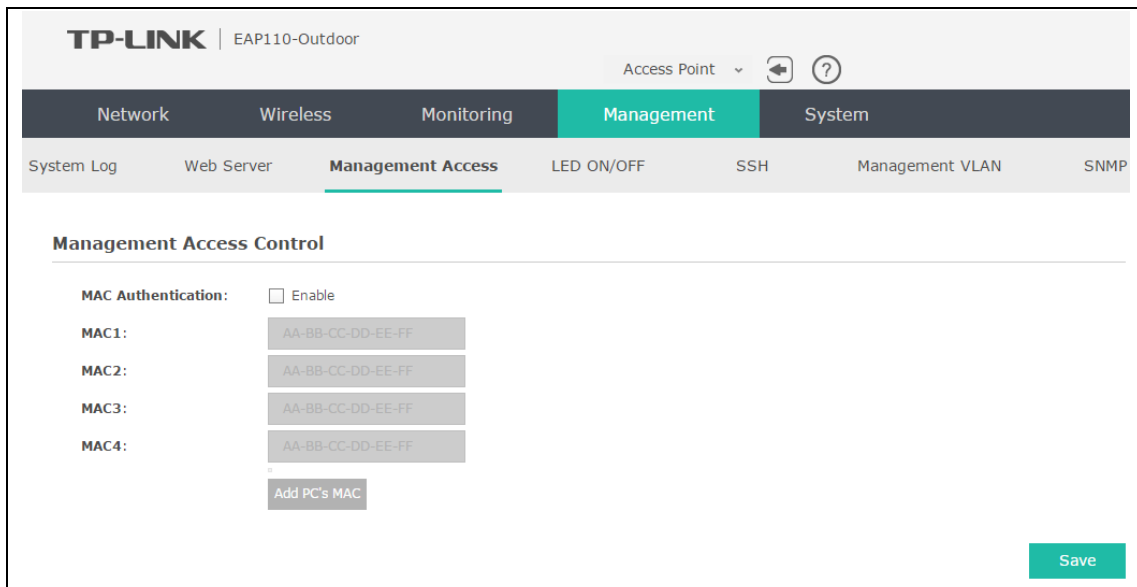 TP-LINK | EAP110-Outdoor
Access Point
?
Network Wireless Monitoring Management System
System Log Web Server Management Access LED ON/OFF SSH Management VLAN SNMP
Management Access Control
MAC Authentication: Enable
MAC1: AA-BB-CC-DD-EE-FF
MAC2: AA-BB-CC-DD-EE-FF
MAC3: AA-BB-CC-DD-EE-FF
MAC4: AA-BB-CC-DD-EE-FF
Add PC's MAC
Save